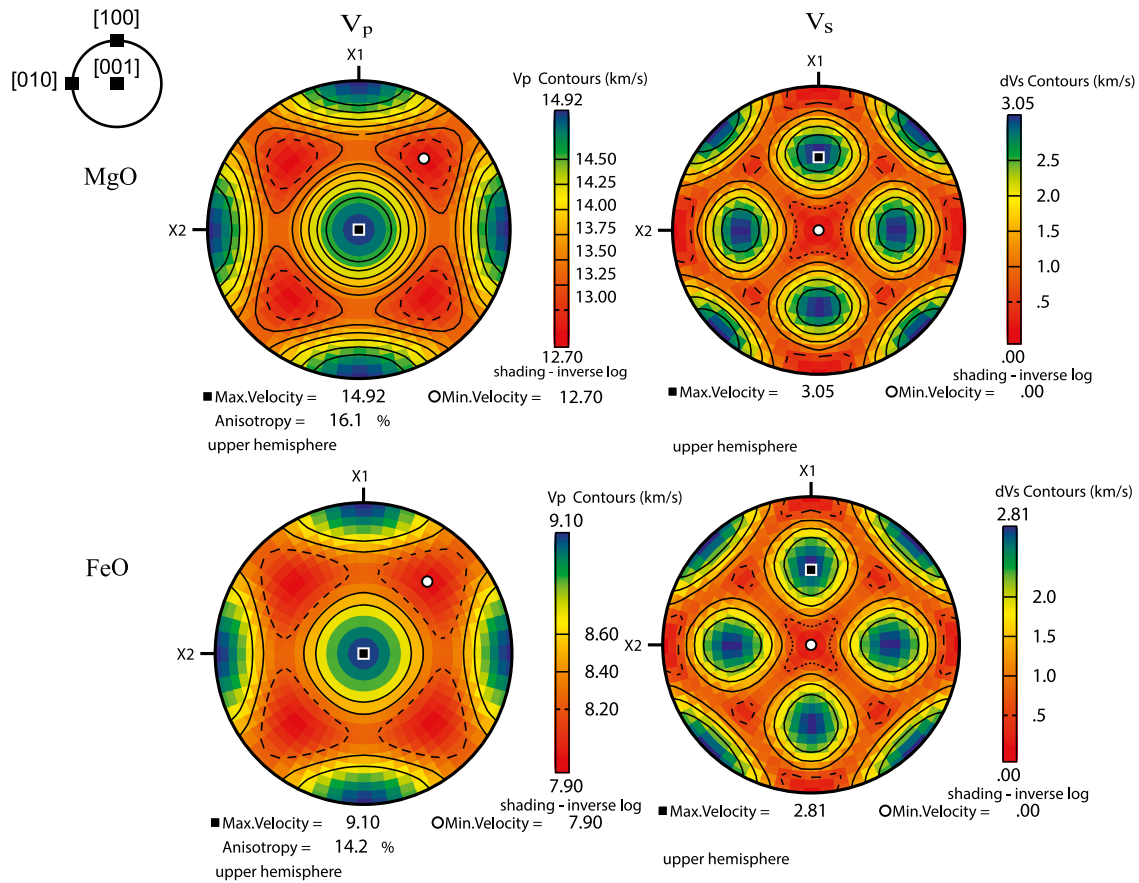 [100]
[010]
[001]
MgO
Vp
X1
X2
Vp Contours (km/s)
14.92
14.50
14.25
14.00
13.75
13.25
13.00
12.70
shading - inverse log
Max.Velocity = 14.92 Min.Velocity = 12.70
Anisotropy = 16.1 %
upper hemisphere
Vs
X1
X2
dVs Contours (km/s)
3.05
2.5
2.0
1.5
1.0
.5
.00
shading - inverse log
Max.Velocity = 3.05 Min.Velocity = .00
upper hemisphere
FeO
X1
X2
Vp Contours (km/s)
9.10
8.60
8.40
8.20
7.90
shading - inverse log
Max.Velocity = 9.10 Min.Velocity = 7.90
Anisotropy = 14.2 %
upper hemisphere
X1
X2
dVs Contours (km/s)
2.81
2.0
1.5
1.0
.5
.00
shading - inverse log
Max.Velocity = 2.81 Min.Velocity = .00
upper hemisphere